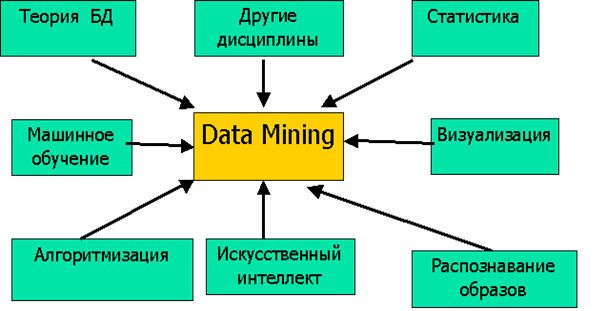 Теория БД
Другие
дисциплины
Статистика
Машинное
обучение
Data Mining
Визуализация
Алгоритмизация
Искусственный
интеллект
Распознавание
образов